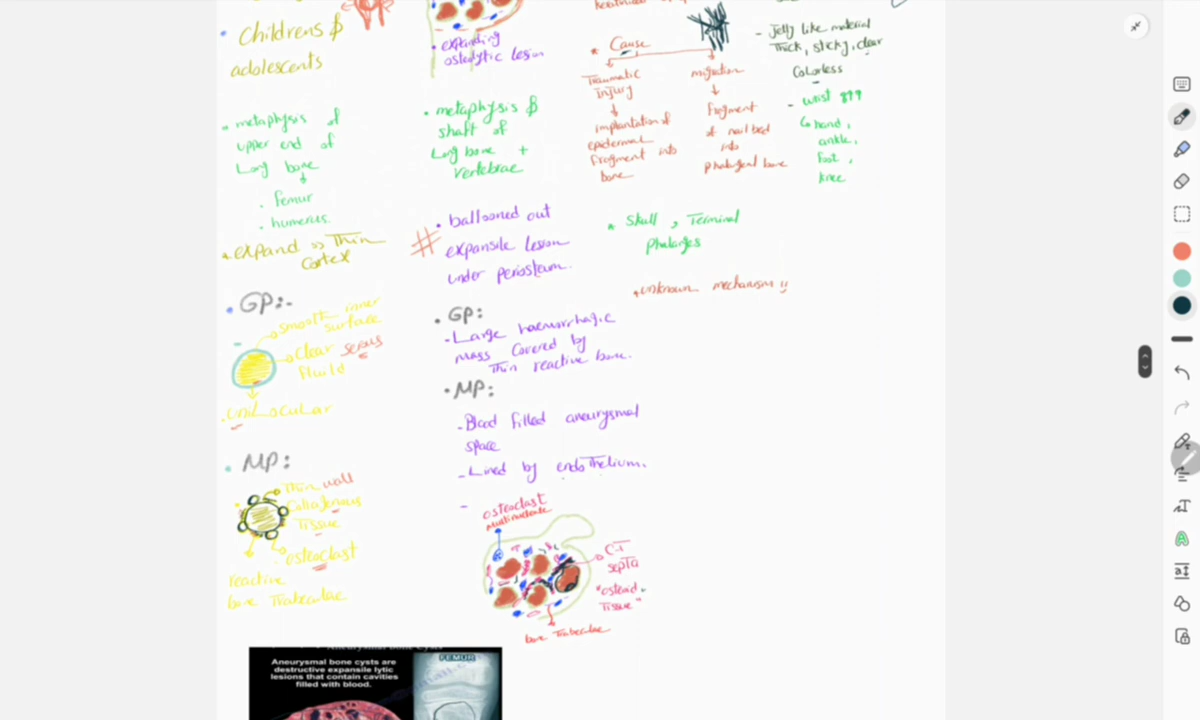 • Childrens &
adolescents
• metaphysis of
upper end of
Long bone
. femur
. humerus
• expand >> Thin
Cortex
• GP:-
smooth inner
surface
Clear serous
fluid
. Unilocular
• MP:
Thin wall
Collagenous
Tissue
osteoclast
reactive
bone Trabeculae
• expanding
osteolytic lesion
• metaphysis &
shaft of
Long bone +
vertebrae
# • ballooned out
expansile lesion
under periosteum.
• GP:
- Large haemorrhagic
mass Covered by
Thin reactive bone.
• MP:
- Blood filled aneurysmal
space
- Lined by endothelium.
- osteoclast
multinucleate
C.T
septa
"osteoid
Tissue"
bone Trabeculae
* Cause
Traumatic
Injury
implantation of
epidermal
fragment into
bone
migration
fragment
of nail bed
into
phalangeal bone
* Skull, Terminal
phalanges
* unknown mechanism !!
- Jelly like material
Thick, sticky, clear
Colorless
- wrist
hand,
ankle,
foot,
knee
Aneurysmal bone cysts are
destructive expansile lytic
lesions that contain cavities
filled with blood.
FEMUR